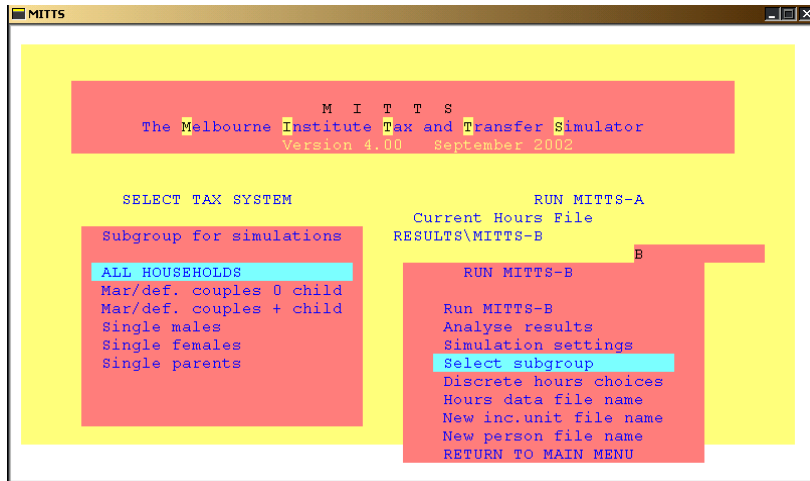 MITTS
M I T T S
The Melbourne Institute Tax and Transfer Simulator
Version 4.00 September 2002
SELECT TAX SYSTEM
RUN MITTS-A
Current Hours File
RESULTS\MITTS-B
B
Subgroup for simulations
ALL HOUSEHOLDS
Mar/def. couples 0 child
Mar/def. couples + child
Single males
Single females
Single parents
RUN MITTS-B
Run MITTS-B
Analyse results
Simulation settings
Select subgroup
Discrete hours choices
Hours data file name
New inc.unit file name
New person file name
RETURN TO MAIN MENU